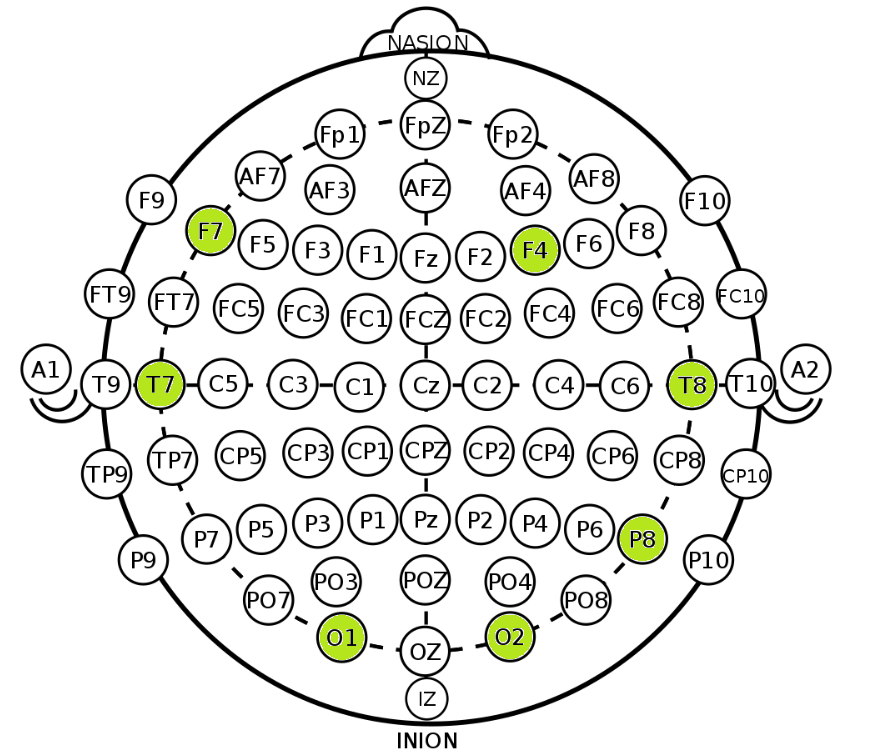 NASION
NZ
Fp1 FpZ Fp2
AF7 AF3 AFZ AF4 AF8
F9 F7 F5 F3 F1 Fz F2 F4 F6 F8 F10
FT9 FT7 FC5 FC3 FC1 FCZ FC2 FC4 FC6 FC8 FC10
A1 T9 T7 C5 C3 C1 Cz C2 C4 C6 T8 T10 A2
TP9 TP7 CP5 CP3 CP1 CPZ CP2 CP4 CP6 CP8 CP10
P9 P7 P5 P3 P1 Pz P2 P4 P6 P8 P10
PO7 PO3 POZ PO4 PO8
O1 OZ O2
IZ
INION